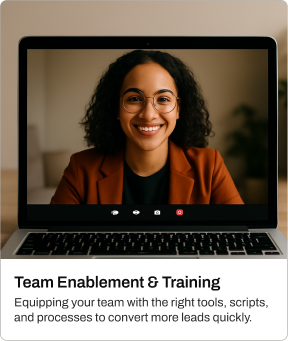 Team Enablement & Training
Equipping your team with the right tools, scripts,
and processes to convert more leads quickly.